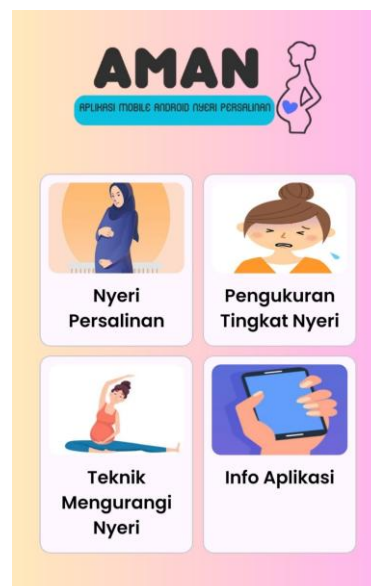 AMAN
APLIKASI MOBILE ANDROID NYERI PERSALINAN
Nyeri
Persalinan
Pengukuran
Tingkat Nyeri
Teknik
Mengurangi
Nyeri
Info Aplikasi